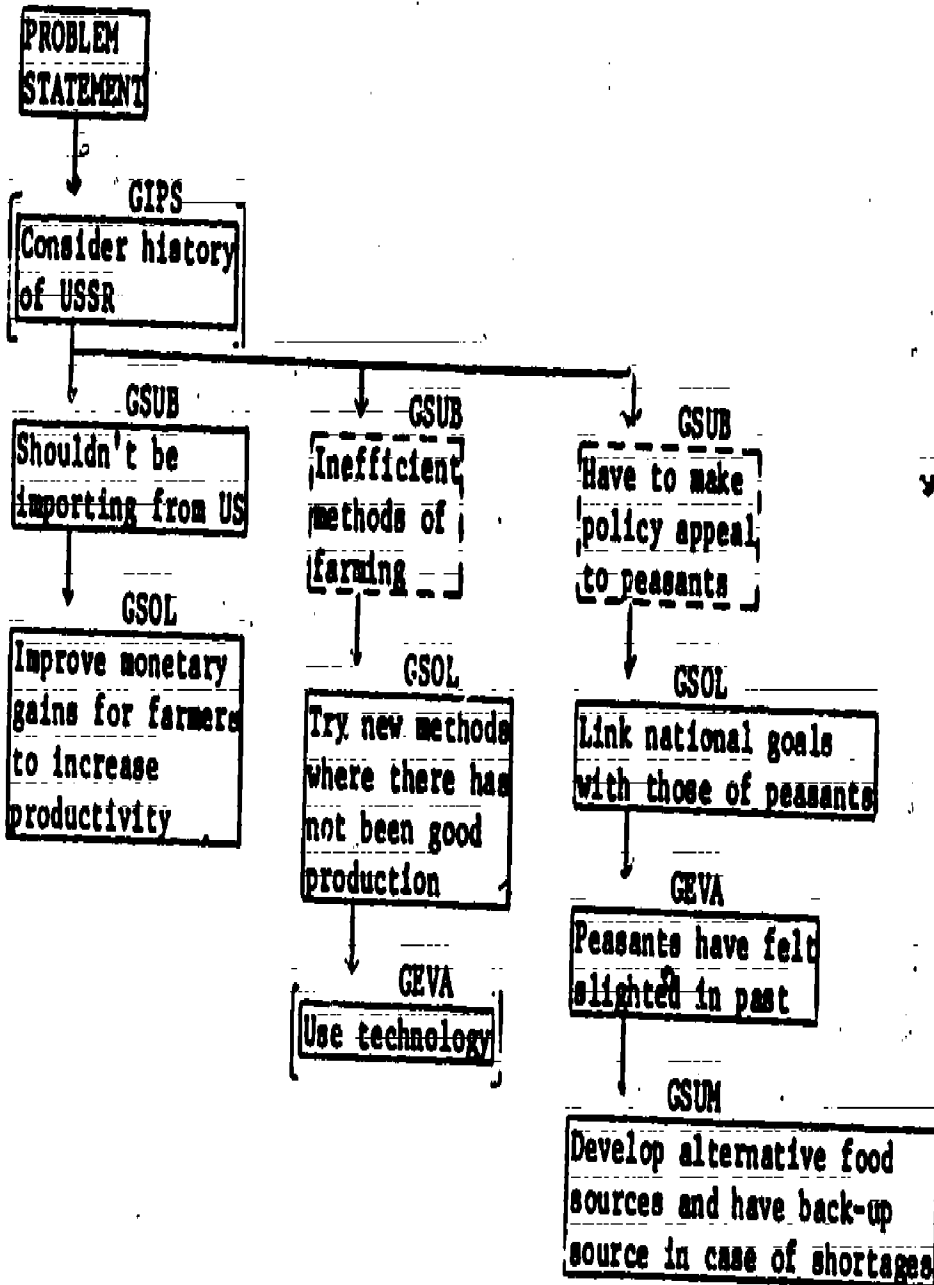 PROBLEM
STATEMENT
GIPS
Consider history
of USSR
GSUB
Shouldn't be
importing from US
GSOL
Improve monetary
gains for farmers
to increase
productivity
GSUB
Inefficient
methods of
farming
GSOL
Try new methods
where there has
not been good
production
GEVA
Use technology
GSUB
Have to make
policy appeal
to peasants
GSOL
Link national goals
with those of peasants
GEVA
Peasants have felt
slighted in past
GSUM
Develop alternative food
sources and have back-up
source in case of shortages